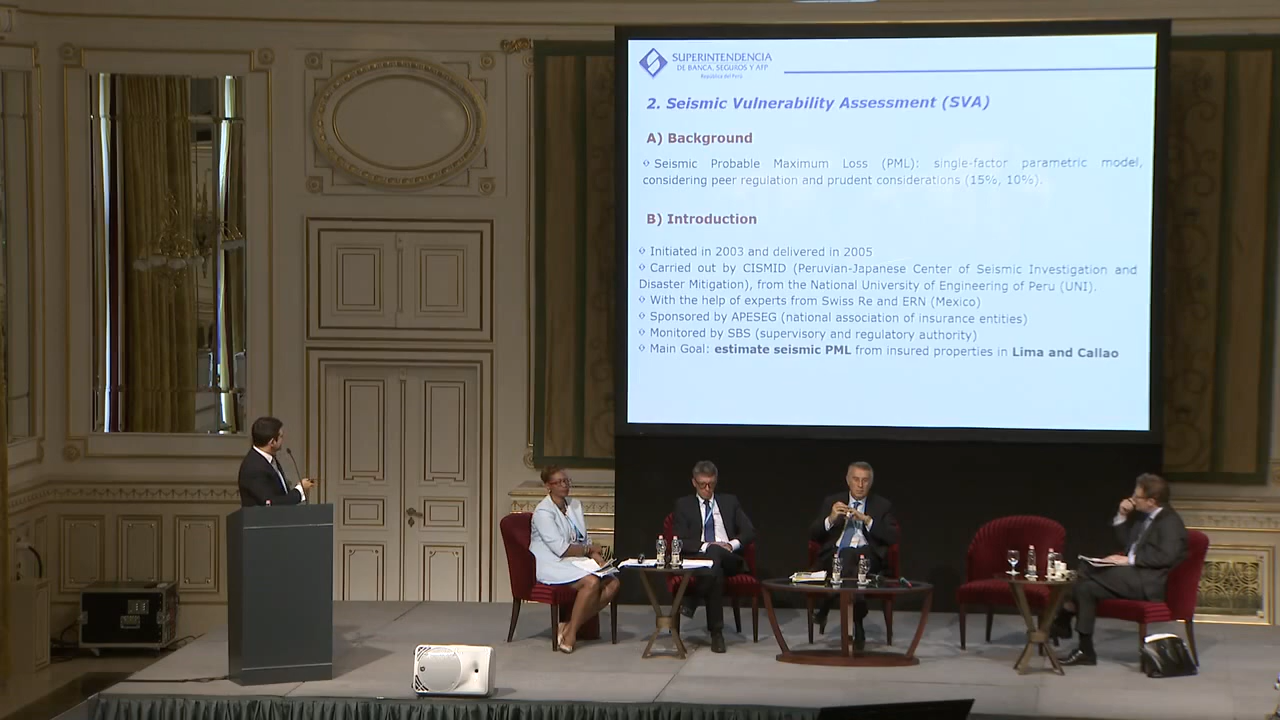 SUPERINTENDENCIA
DE BANCA, SEGUROS Y AFP
República del Perú
2. Seismic Vulnerability Assessment (SVA)
A) Background
Seismic Probable Maximum Loss (PML): single-factor parametric model,
considering peer regulation and prudent considerations (15%, 10%).
B) Introduction
Initiated in 2003 and delivered in 2005
Carried out by CISMID (Peruvian-Japanese Center of Seismic Investigation and
Disaster Mitigation), from the National University of Engineering of Peru (UNI).
With the help of experts from Swiss Re and ERN (Mexico)
Sponsored by APESEG (national association of insurance entities)
Monitored by SBS (supervisory and regulatory authority)
Main Goal: estimate seismic PML from insured properties in Lima and Callao